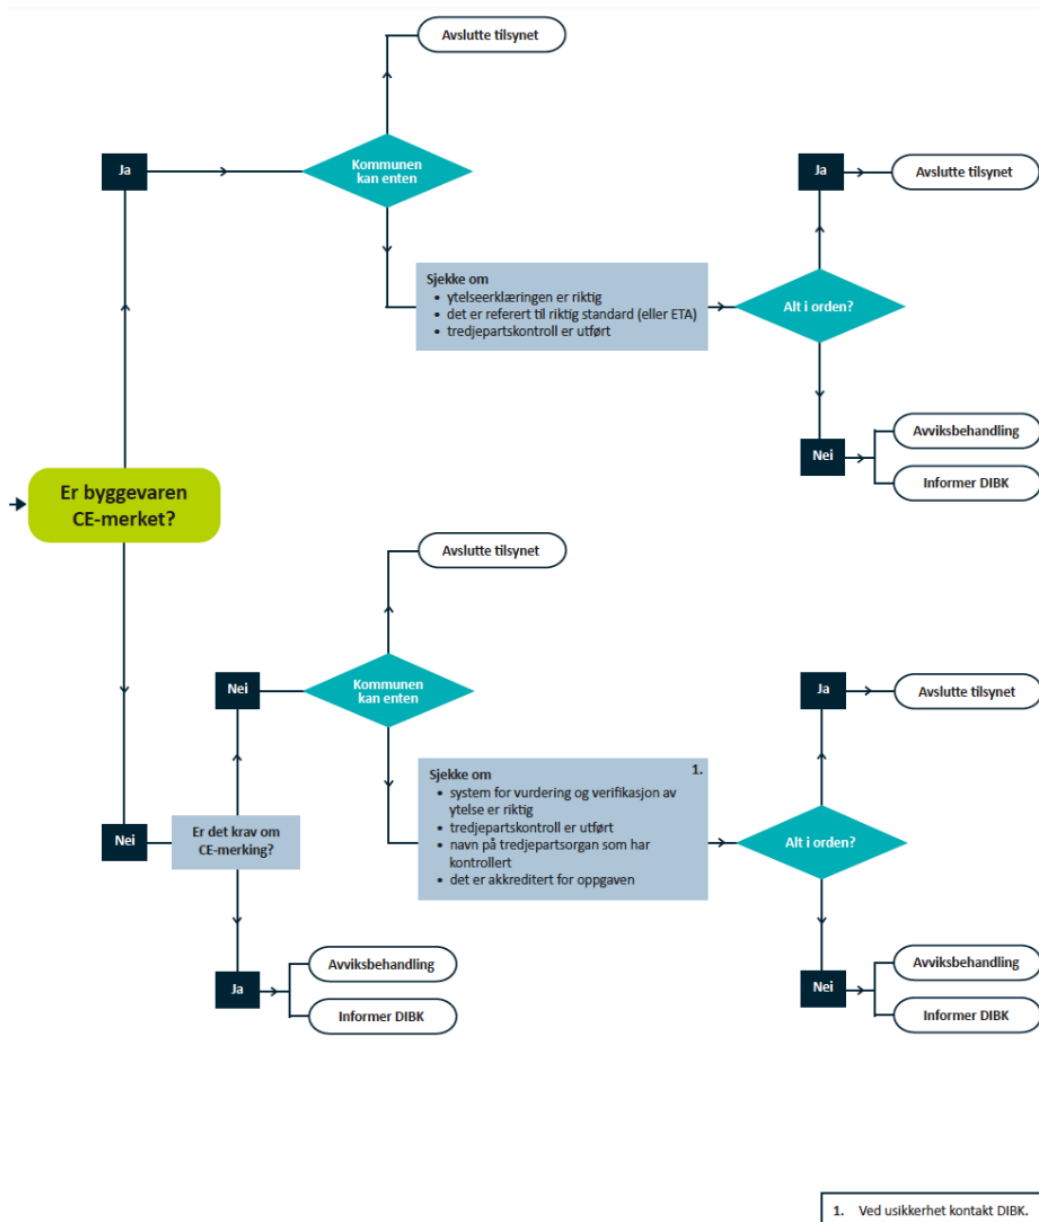 Avslutte tilsynet
Ja
Kommunen
kan enten
Ja
Avslutte tilsynet
Sjekke om
• ytelseerklæringen er riktig
• det er referert til riktig standard (eller ETA)
• tredjepartskontroll er utført
Alt i orden?
Nei
Avviksbehandling
Informer DIBK
Er byggevaren
CE-merket?
Avslutte tilsynet
Nei
Kommunen
kan enten
Ja
Avslutte tilsynet
Sjekke om
1.
• system for vurdering og verifikasjon av
ytelse er riktig
• tredjepartskontroll er utført
• navn på tredjepartsorgan som har
kontrollert
• det er akkreditert for oppgaven
Alt i orden?
Nei
Er det krav om
CE-merking?
Ja
Avviksbehandling
Informer DIBK
Nei
Avviksbehandling
Informer DIBK
1. Ved usikkerhet kontakt DIBK.